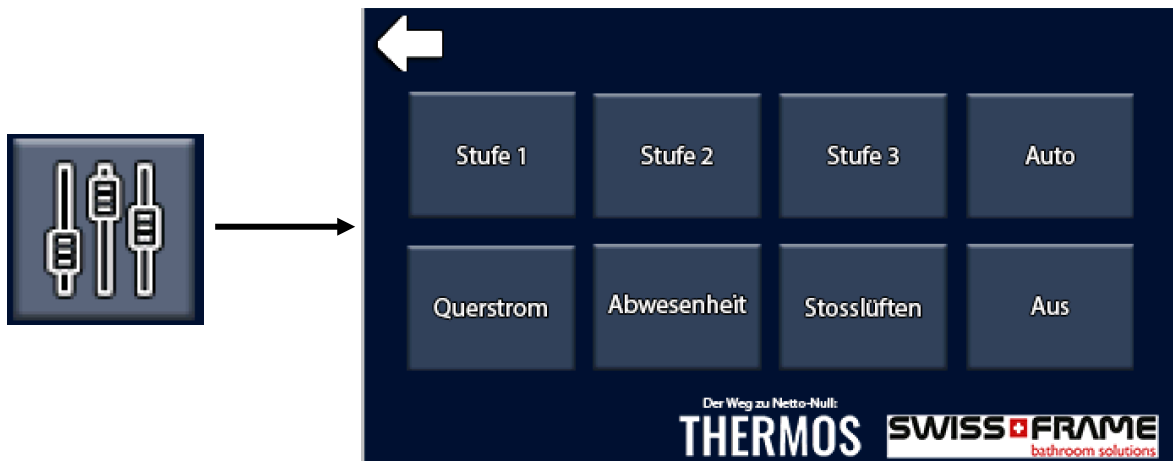 Stufe 1
Stufe 2
Stufe 3
Auto
Querstrom
Abwesenheit
Stosslüften
Aus
Der Weg zu Netto-Null:
THERMOS
SWISS FRAME
bathroom solutions